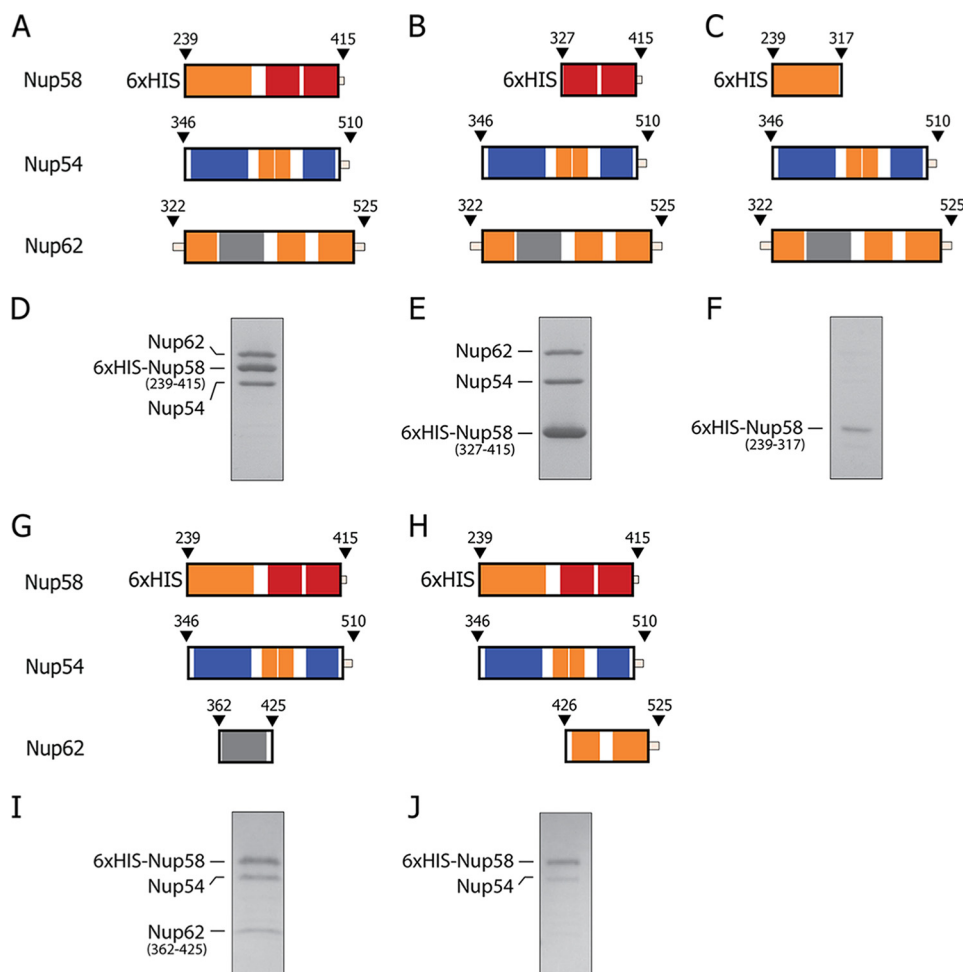 A
B
C
239 415
327 415
239 317
Nup58
6xHIS
6xHIS
6xHIS
346 510
346 510
346 510
Nup54
322 525
322 525
322 525
Nup62
D
E
F
Nup62
6xHIS-Nup58
(239-415)
Nup54
Nup62
Nup54
6xHIS-Nup58
(327-415)
6xHIS-Nup58
(239-317)
G
H
239 415
239 415
Nup58
6xHIS
6xHIS
346 510
346 510
Nup54
362 425
426 525
Nup62
I
J
6xHIS-Nup58
Nup54
Nup62
(362-425)
6xHIS-Nup58
Nup54